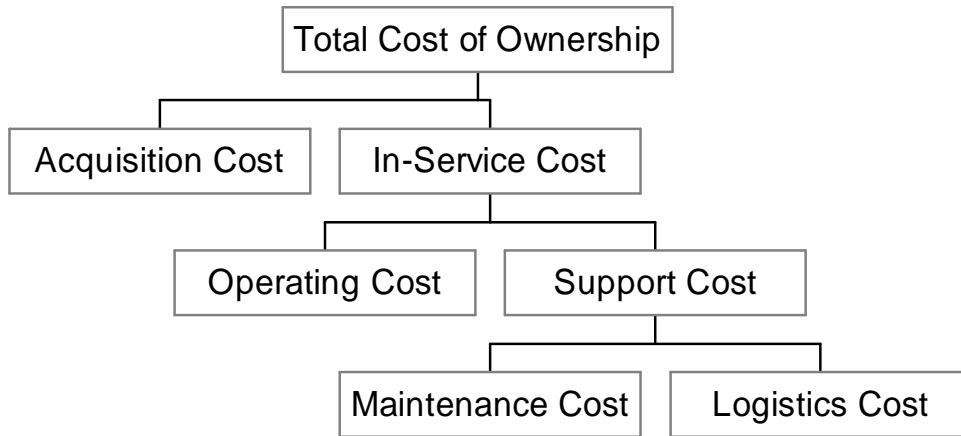 Total Cost of Ownership
Acquisition Cost
In-Service Cost
Operating Cost
Support Cost
Maintenance Cost
Logistics Cost